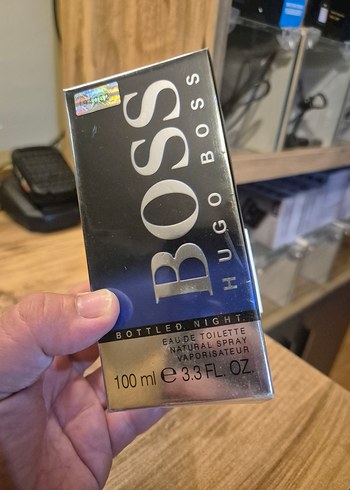 BOSS
HUGO BOSS
BOTTLED. NIGHT.
EAU DE TOILETTE
NATURAL SPRAY
VAPORISATEUR
100 ml ℮ 3.3 FL. OZ.